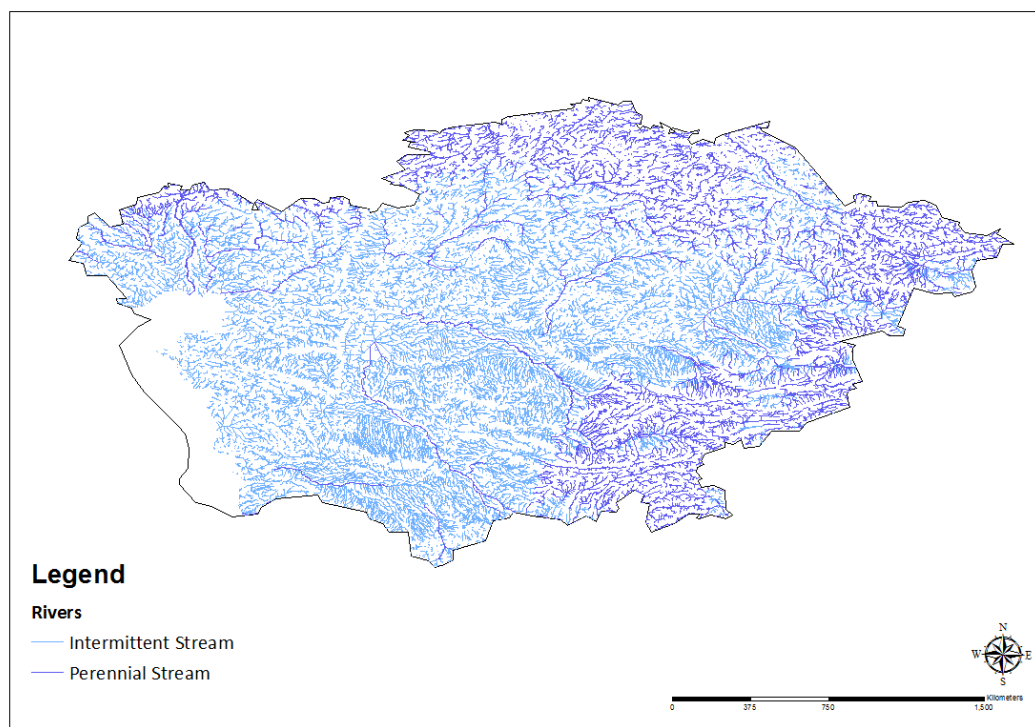 Legend
Rivers
Intermittent Stream
Perennial Stream
N
W E
S
Kilometers
0 375 750 1,500